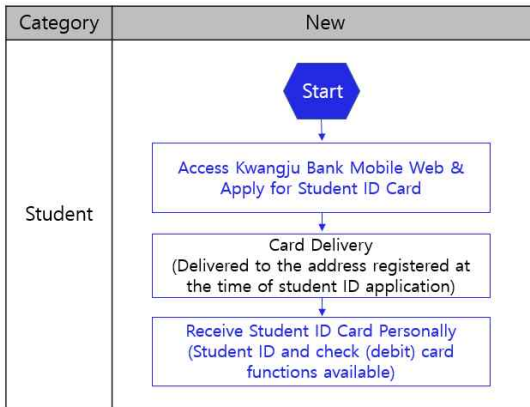 Category
New
Start
Access Kwangju Bank Mobile Web &
Apply for Student ID Card
Student
Card Delivery
(Delivered to the address registered at
the time of student ID application)
Receive Student ID Card Personally
(Student ID and check (debit) card
functions available)